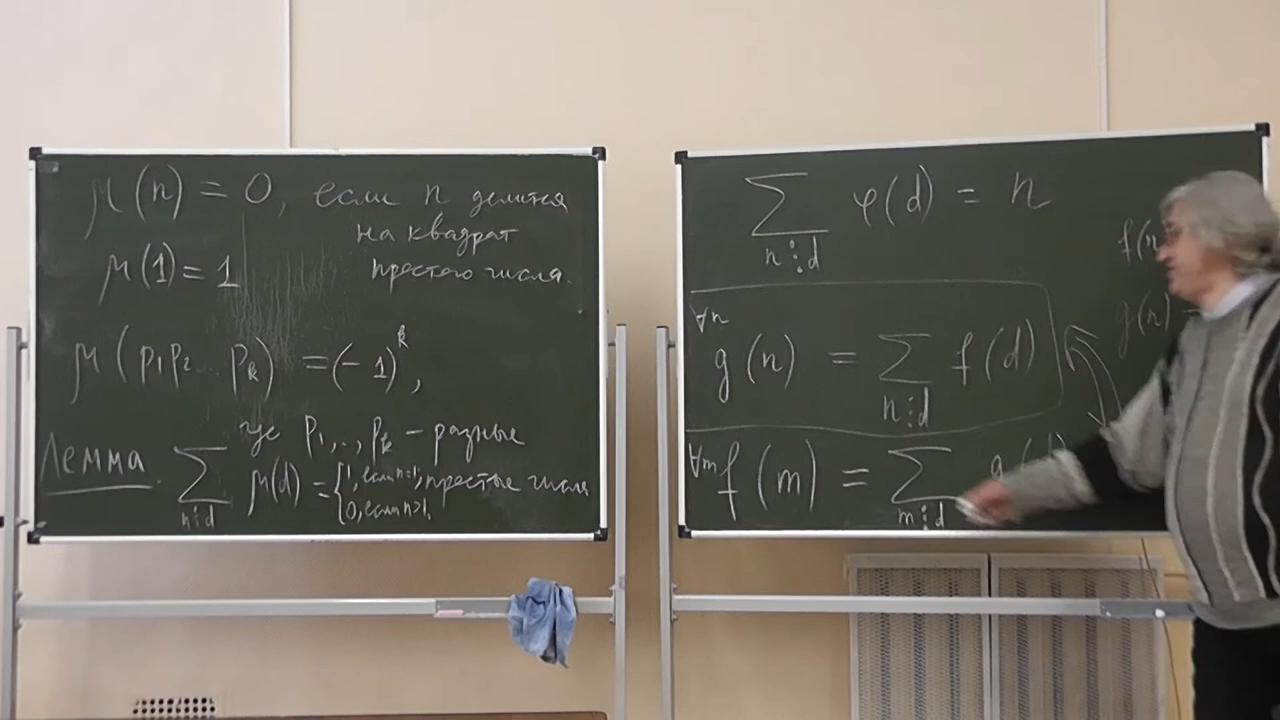 μ(n) = 0, если n делится
на квадрат
μ(1) = 1
простого числа.
μ(p₁p₂...pₖ) = (-1)ᵏ,
где p₁,..,pₖ – разные
простые числа
Лемма. ∑ μ(d) = { 1, если n=1;
n⋮d
0, если n>1.
∑ φ(d) = n
n⋮d
∀n
g(n) = ∑ f(d)
n⋮d
∀m f(m) = ∑ g(d)
m⋮d
f(n
g(n) =